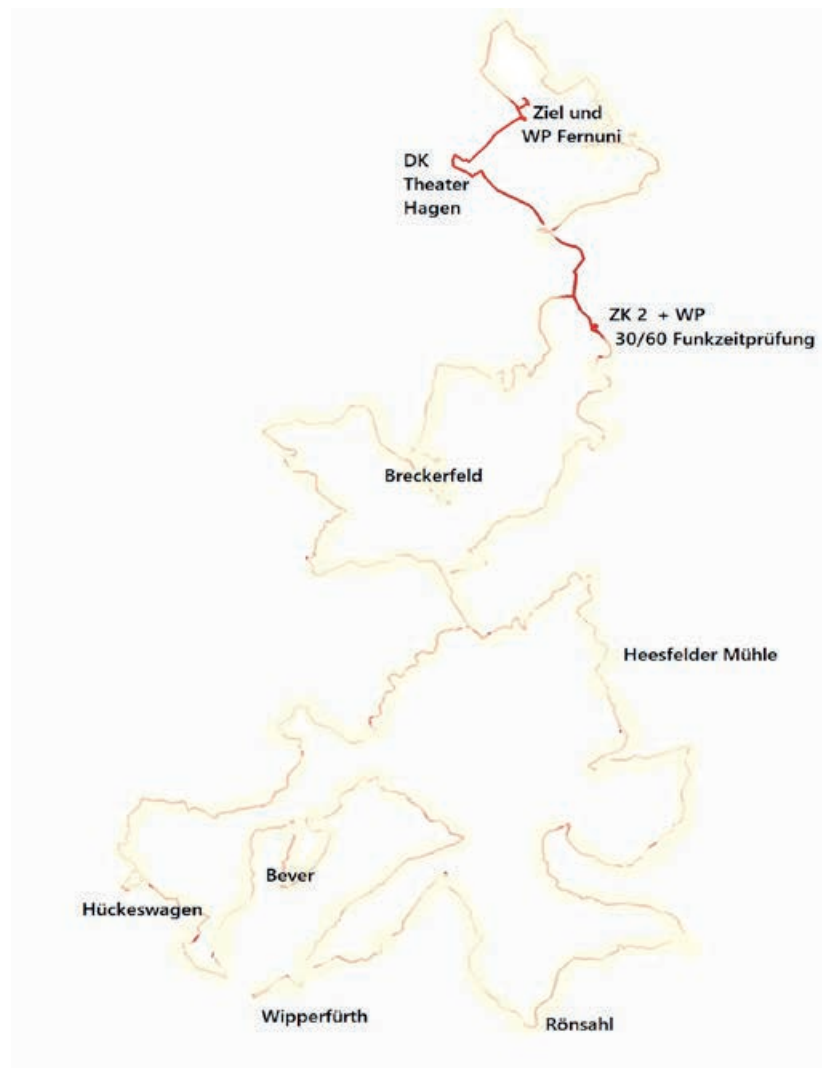 Ziel und
WP Fernuni
DK
Theater
Hagen
ZK 2 + WP
30/60 Funkzeitprüfung
Breckerfeld
Heesfelder Mühle
Bever
Hückeswagen
Wipperfürth
Rönsahl